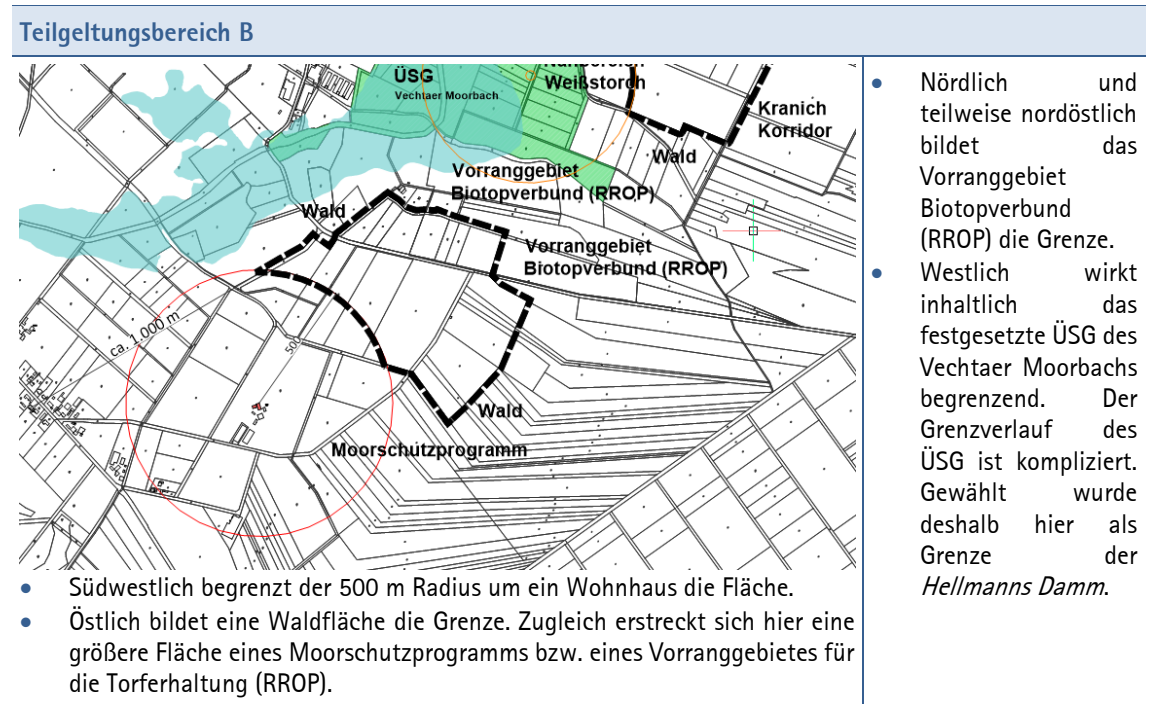 Teilgeltungsbereich B
ÜSG
Vechtaer Moorbach
Weißstorch
Kranich
Korridor
Wald
Vorranggebiet
Biotopverbund (RROP)
Wald
Vorranggebiet
Biotopverbund (RROP)
ca. 1.000 m
500
Wald
Moorschutzprogramm
• Südwestlich begrenzt der 500 m Radius um ein Wohnhaus die Fläche.
• Östlich bildet eine Waldfläche die Grenze. Zugleich erstreckt sich hier eine
größere Fläche eines Moorschutzprogramms bzw. eines Vorranggebietes für
die Torferhaltung (RROP).
• Nördlich und
teilweise nordöstlich
bildet das
Vorranggebiet
Biotopverbund
(RROP) die Grenze.
• Westlich wirkt
inhaltlich das
festgesetzte ÜSG des
Vechtaer Moorbachs
begrenzend. Der
Grenzverlauf des
ÜSG ist kompliziert.
Gewählt wurde
deshalb hier als
Grenze der
Hellmanns Damm.